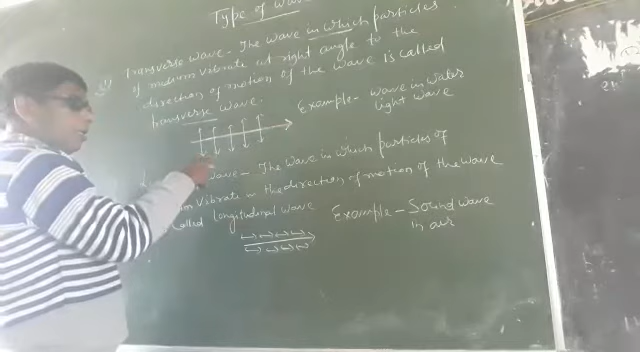 Type of wave
Transverse wave - The wave in which particles
of medium vibrate at right angle to the
direction of motion of the wave is called
transverse wave.
Example - wave in water
light wave
wave - The wave in which particles of
vibrate in the direction of motion of the wave
called longitudinal wave
Example - Sound wave
in air